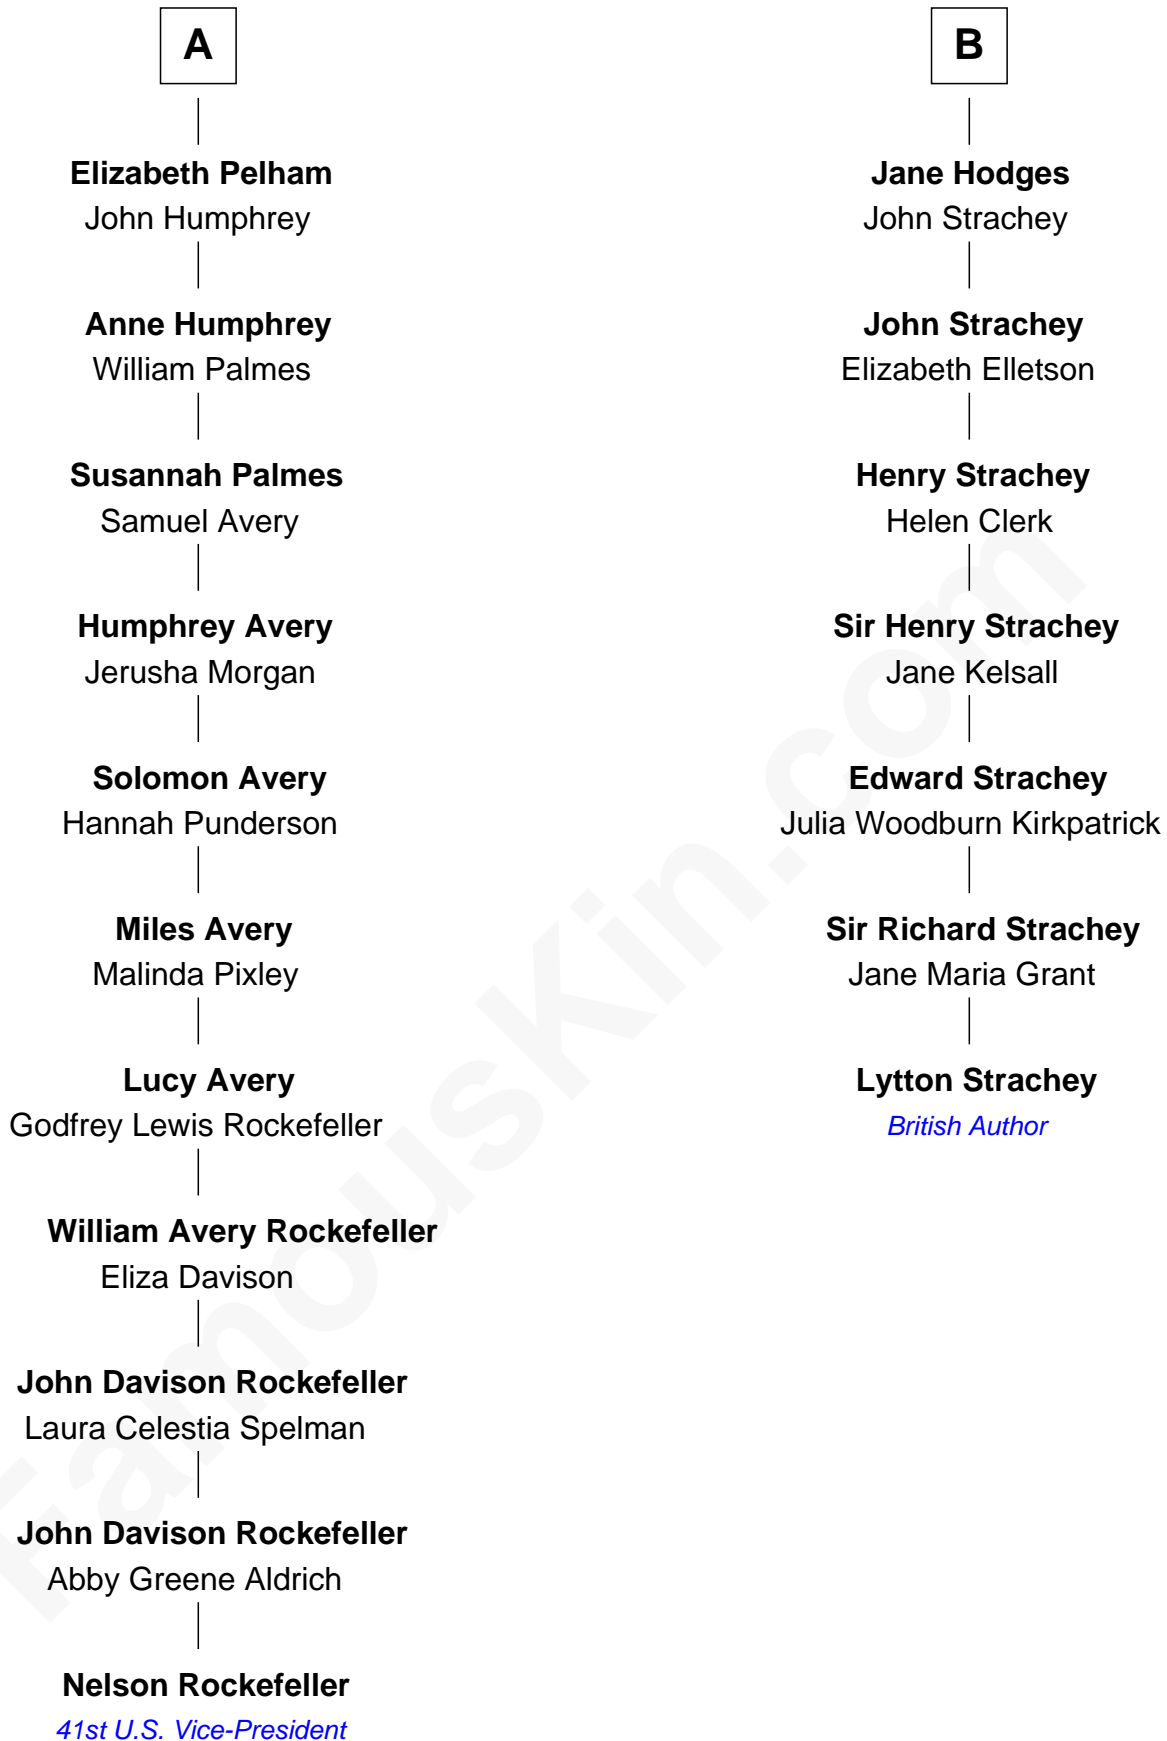 A
Elizabeth Pelham
John Humphrey
Anne Humphrey
William Palmes
Susannah Palmes
Samuel Avery
Humphrey Avery
Jerusha Morgan
Solomon Avery
Hannah Punderson
Miles Avery
Malinda Pixley
Lucy Avery
Godfrey Lewis Rockefeller
William Avery Rockefeller
Eliza Davison
John Davison Rockefeller
Laura Celestia Spelman
John Davison Rockefeller
Abby Greene Aldrich
Nelson Rockefeller
41st U.S. Vice-President
B
Jane Hodges
John Strachey
John Strachey
Elizabeth Elletson
Henry Strachey
Helen Clerk
Sir Henry Strachey
Jane Kelsall
Edward Strachey
Julia Woodburn Kirkpatrick
Sir Richard Strachey
Jane Maria Grant
Lytton Strachey
British Author
FamousKin.com